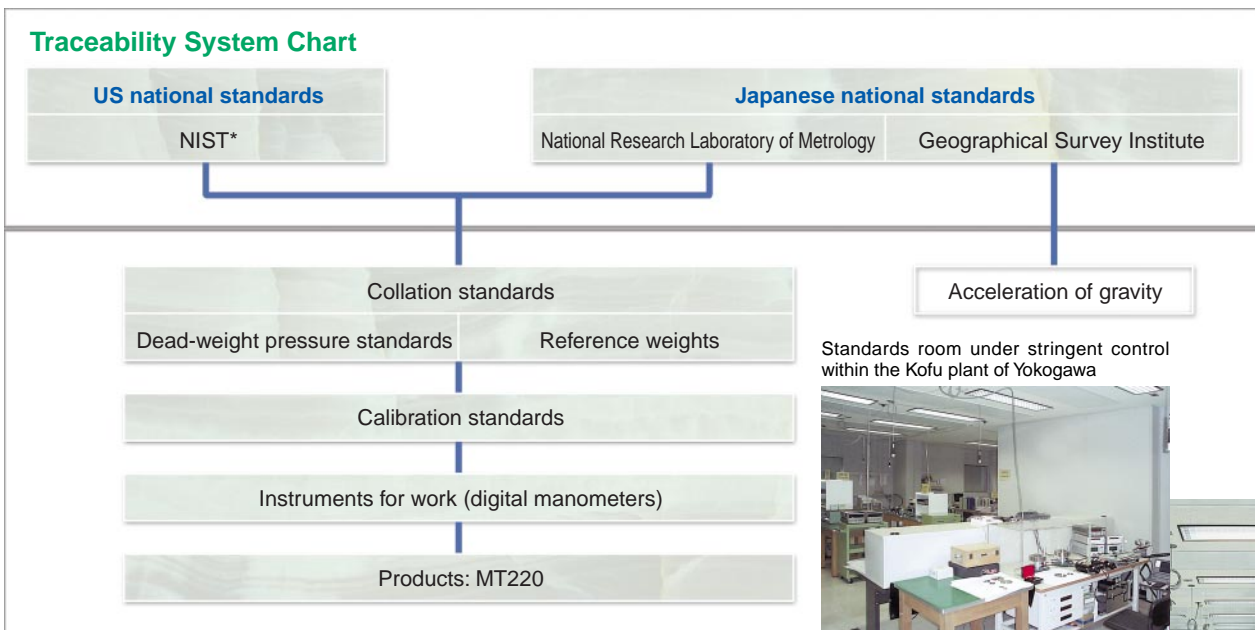 Traceability System Chart
US national standards
NIST*
Japanese national standards
National Research Laboratory of Metrology
Geographical Survey Institute
Collation standards
Dead-weight pressure standards
Reference weights
Calibration standards
Instruments for work (digital manometers)
Products: MT220
Acceleration of gravity
Standards room under stringent control
within the Kofu plant of Yokogawa